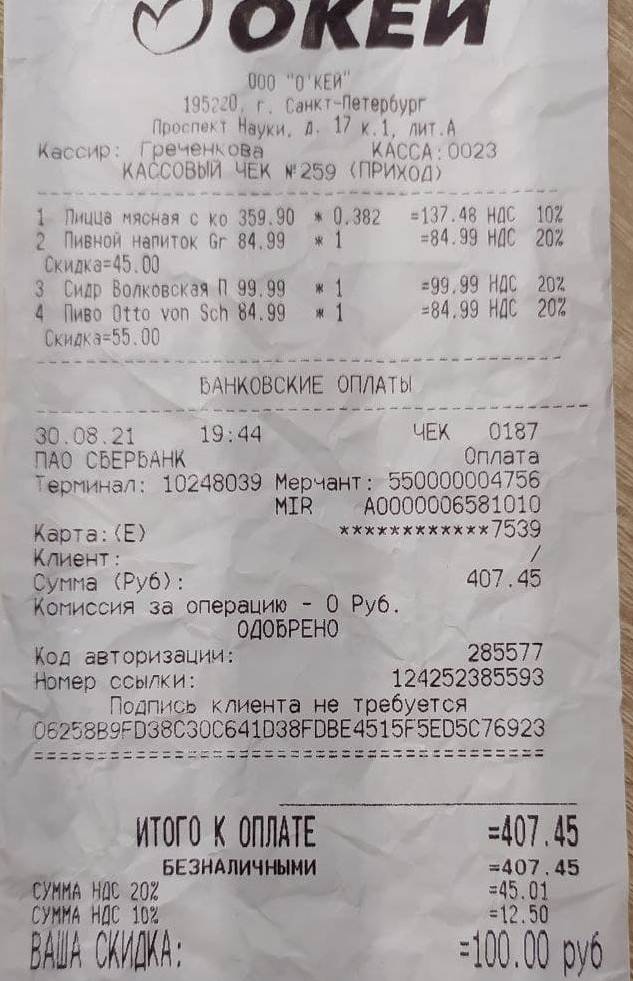 О'КЕЙ
ООО "О'КЕЙ"
195220, г. Санкт-Петербург
Проспект Науки, д. 17 к.1, лит.А
Кассир: Греченкова КАССА:0023
КАССОВЫЙ ЧЕК №259 (ПРИХОД)
1 Пицца мясная с ко 359.90 * 0.382 =137.48 НДС 10%
2 Пивной напиток Gr 84.99 * 1 =84.99 НДС 20%
Скидка=45.00
3 Сидр Волковская П 99.99 * 1 =99.99 НДС 20%
4 Пиво Otto von Sch 84.99 * 1 =84.99 НДС 20%
Скидка=55.00
БАНКОВСКИЕ ОПЛАТЫ
30.08.21 19:44 ЧЕК 0187
ПАО СБЕРБАНК Оплата
Терминал: 10248039 Мерчант: 550000004756
MIR A0000006581010
Карта:(E) ************7539
Клиент: /
Сумма (Руб): 407.45
Комиссия за операцию - 0 Руб.
ОДОБРЕНО
Код авторизации: 285577
Номер ссылки: 124252385593
Подпись клиента не требуется
06258B9FD38C30C641D38FDBE4515F5ED5C76923
========================================
ИТОГО К ОПЛАТЕ =407.45
БЕЗНАЛИЧНЫМИ =407.45
СУММА НДС 20% =45.01
СУММА НДС 10% =12.50
ВАША СКИДКА: =100.00 руб